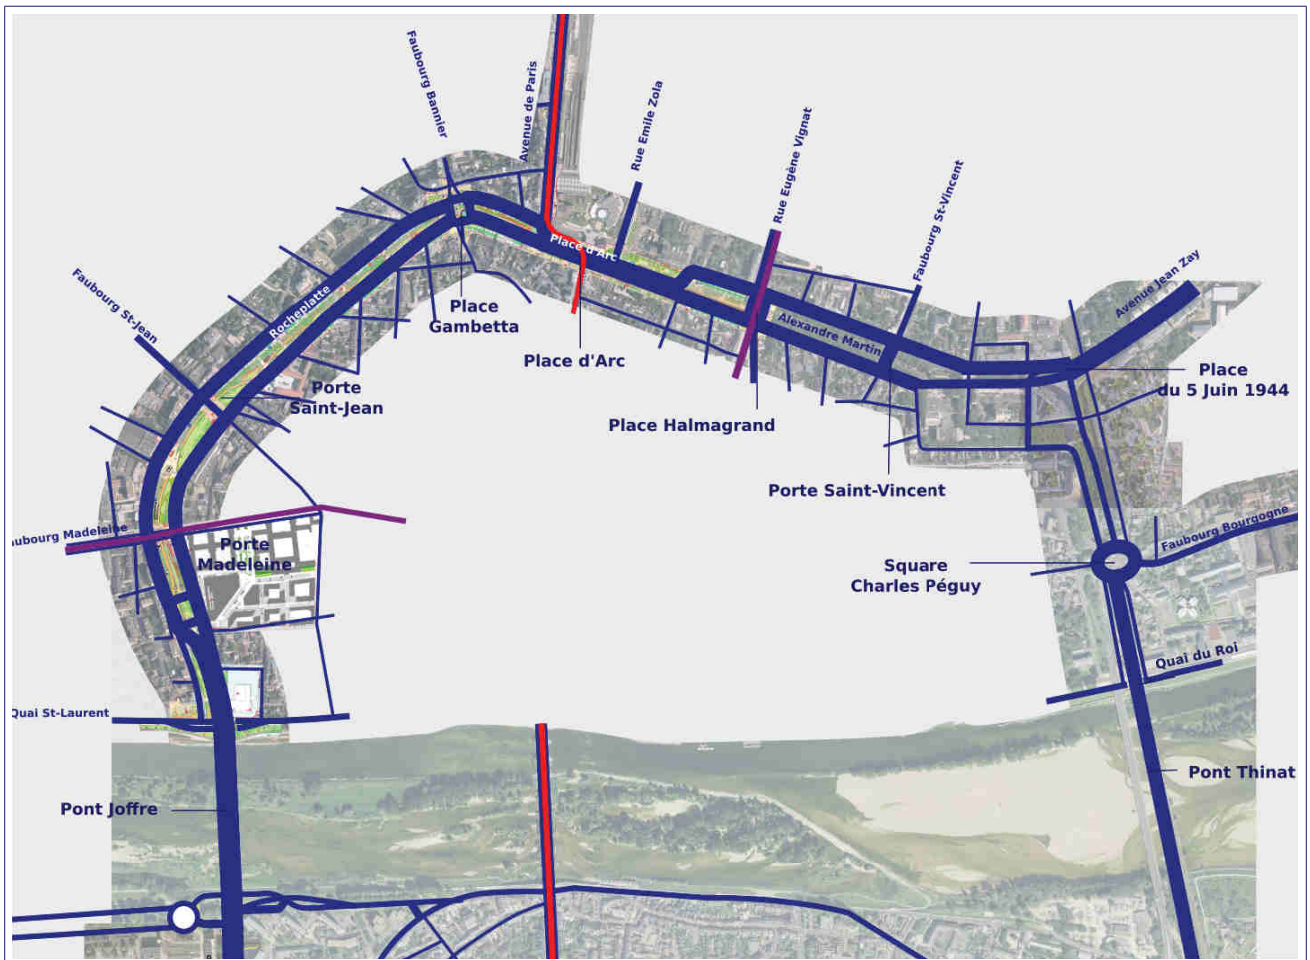 Faubourg Bannier
Avenue de Paris
Rue Emile Zola
Rue Eugène Vignat
Faubourg St-Vincent
Avenue Jean Zay
Place d'Arc
Faubourg St-Jean
Rocheplatte
Place
Gambetta
Alexandre Martin
Place d'Arc
Place
du 5 Juin 1944
Porte
Saint-Jean
Place Halmagrand
Porte Saint-Vincent
aubourg Madeleine
Porte
Madeleine
Faubourg Bourgogne
Square
Charles Péguy
Quai du Roi
Quai St-Laurent
Pont Thinat
Pont Joffre